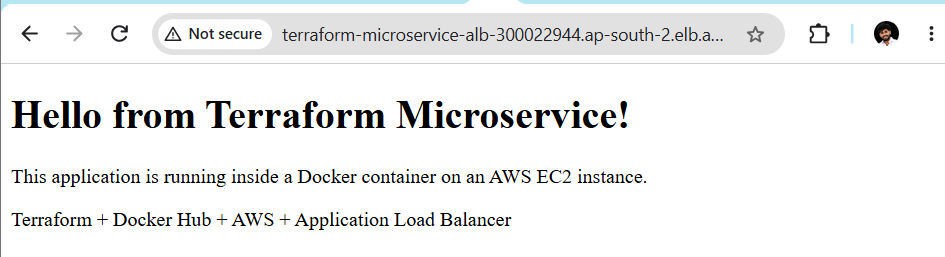 Not secure terraform-microservice-alb-300022944.ap-south-2.elb.a...
Hello from Terraform Microservice!
This application is running inside a Docker container on an AWS EC2 instance.
Terraform + Docker Hub + AWS + Application Load Balancer